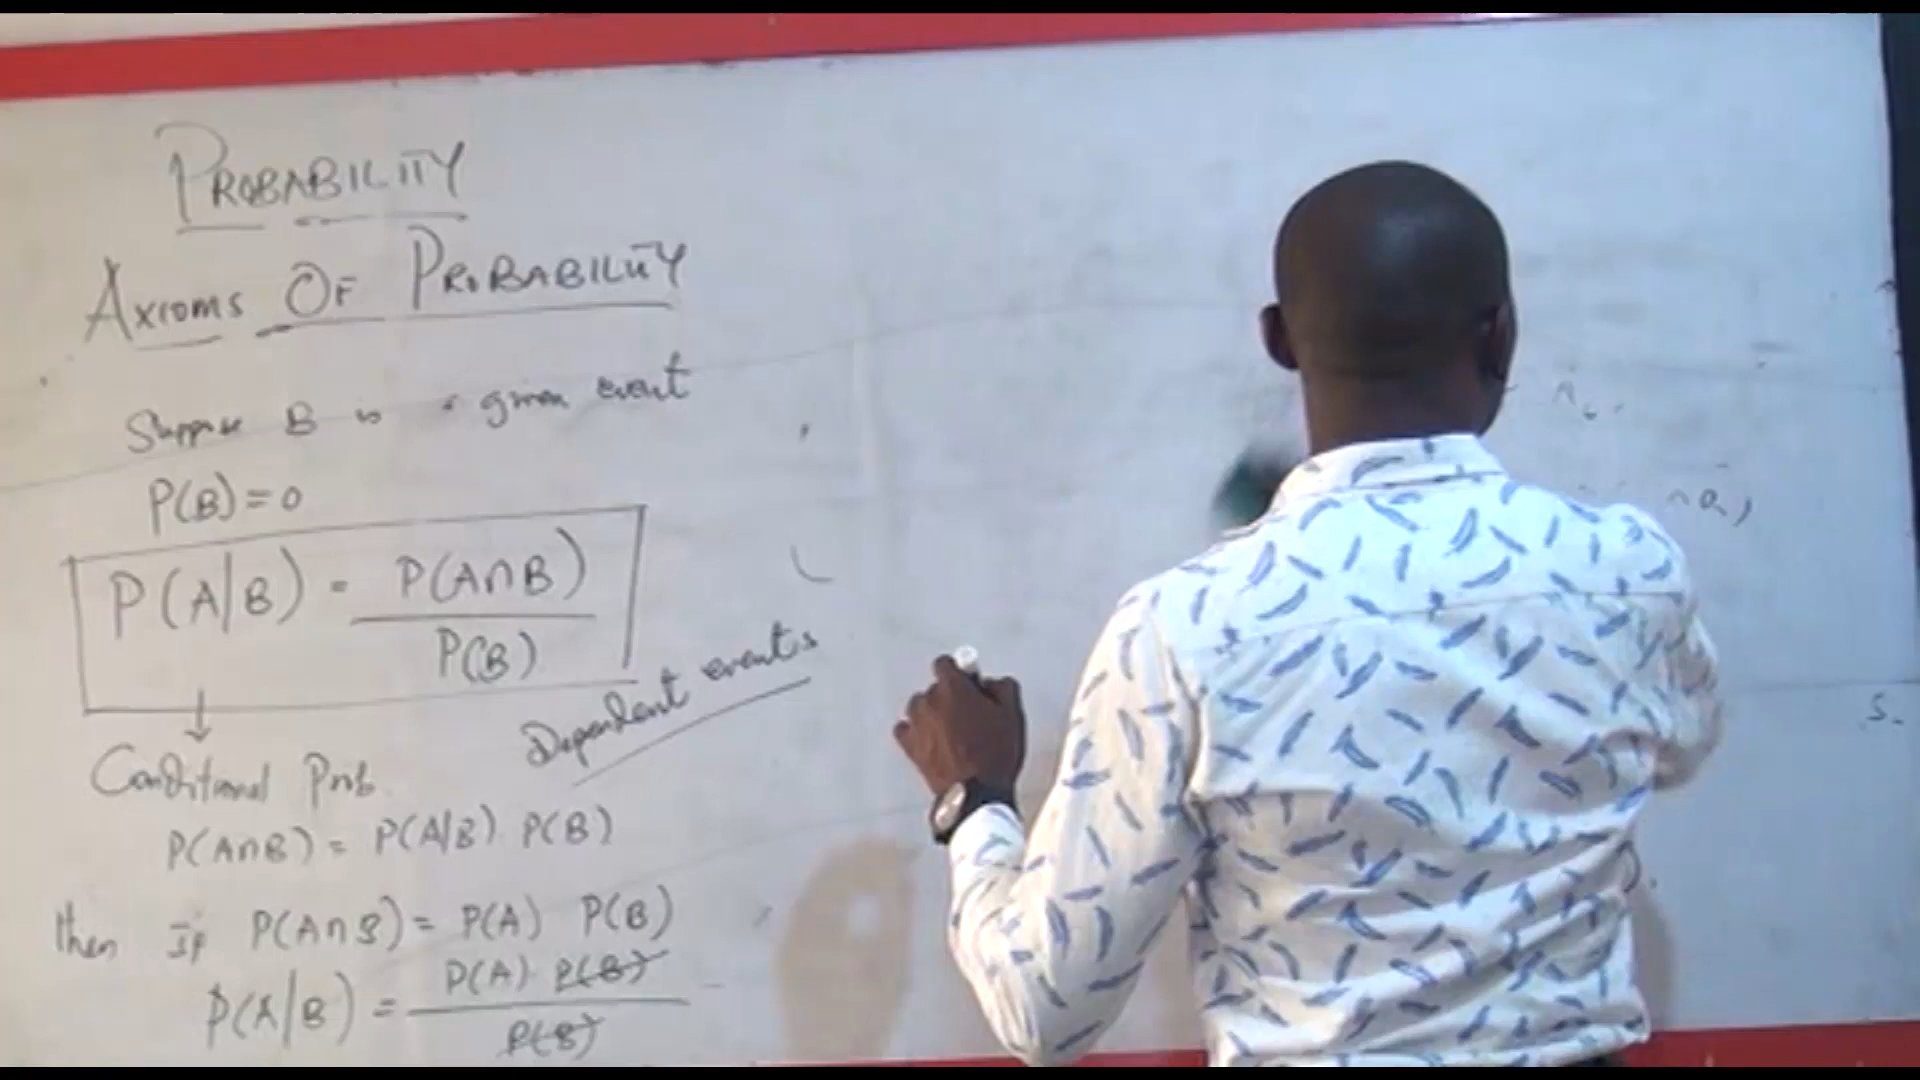 PROBABILITY
AXIOMS OF PROBABILITY
Suppose B is a given event
P(B)=0
P(A|B) = P(A∩B)
P(B)
Dependent events
Conditional Prob.
P(A∩B) = P(A|B) P(B)
then If P(A∩B) = P(A) P(B)
P(A|B) = P(A) P(B)
P(B)